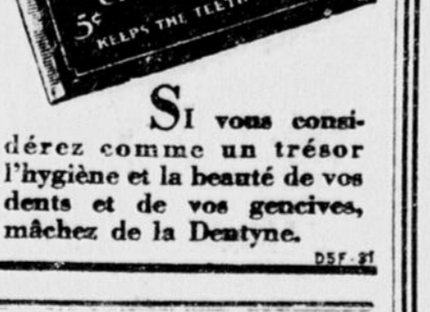 5¢
KEEPS THE TEETH
SI vous consi-
dérez comme un trésor
l'hygiène et la beauté de vos
dents et de vos gencives,
mâchez de la Dentyne.
D5F-31